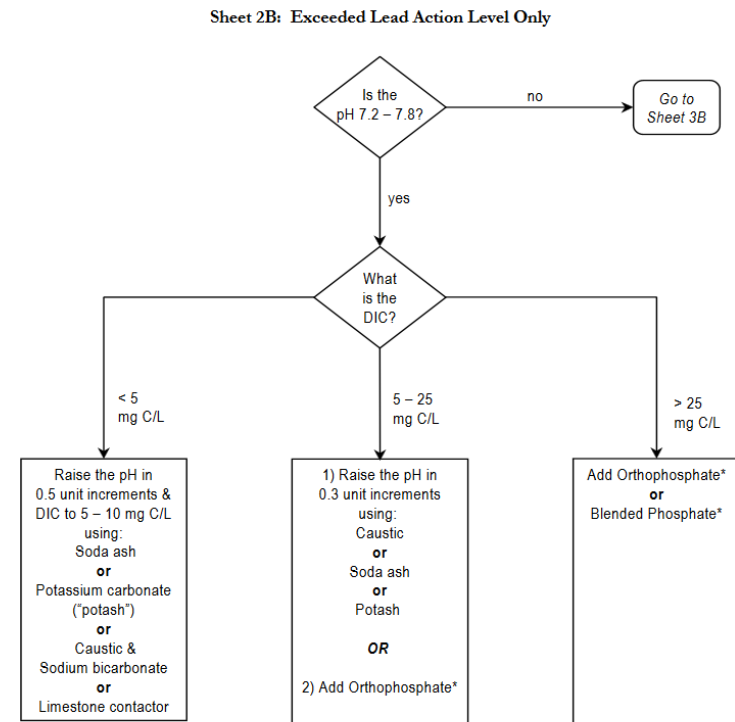 Sheet 2B: Exceeded Lead Action Level Only
Is the
pH 7.2 – 7.8?
no
Go to
Sheet 3B
yes
What
is the
DIC?
< 5
mg C/L
5 – 25
mg C/L
> 25
mg C/L
Raise the pH in
0.5 unit increments &
DIC to 5 – 10 mg C/L
using:
Soda ash
or
Potassium carbonate
("potash")
or
Caustic &
Sodium bicarbonate
or
Limestone contactor
1) Raise the pH in
0.3 unit increments
using:
Caustic
or
Soda ash
or
Potash
OR
2) Add Orthophosphate*
Add Orthophosphate*
or
Blended Phosphate*